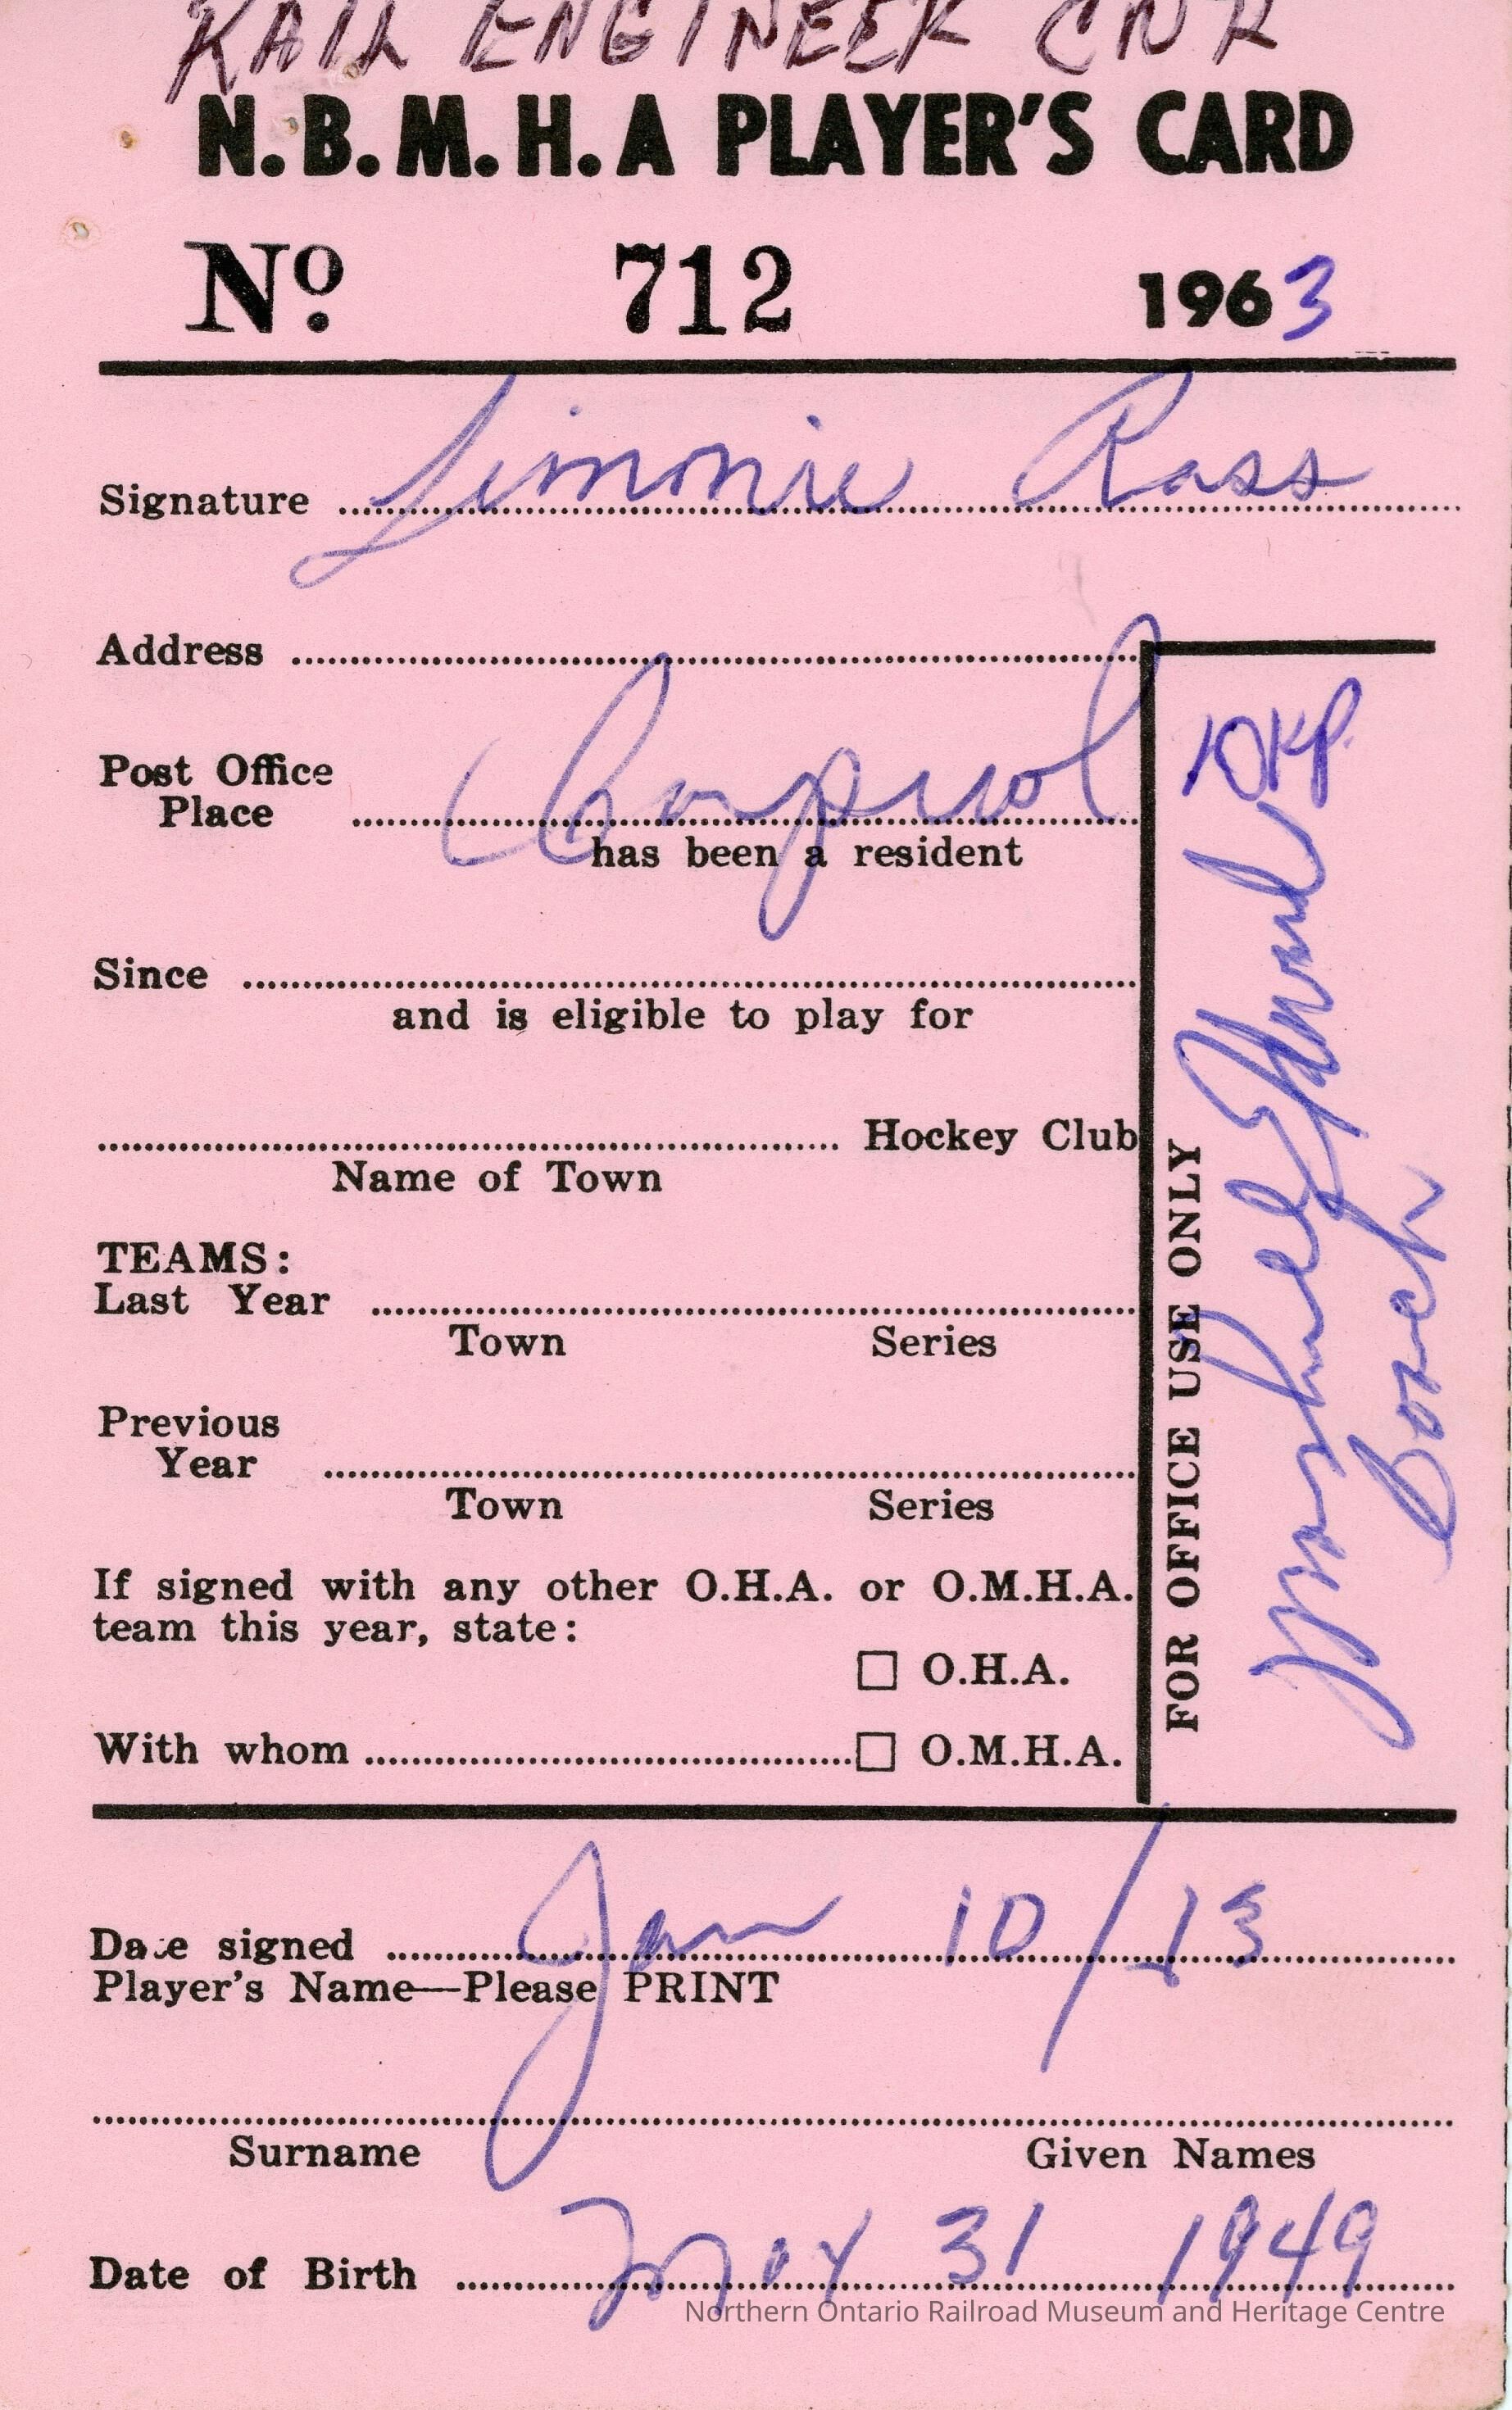 RAIL ENGINEER CNR
N.B.M.H.A PLAYER'S CARD
No. 712 1963
Signature Jimmie Ross
Address
Post Office
Place Capreol
has been a resident
Since
and is eligible to play for
Hockey Club
Name of Town
TEAMS:
Last Year
Town Series
Previous
Year
Town Series
If signed with any other O.H.A. or O.M.H.A.
team this year, state:
O.H.A.
With whom O.M.H.A.
FOR OFFICE USE ONLY
Date signed Jan 10/63
Player's Name—Please PRINT
Surname Given Names
Date of Birth May 31 1949
Northern Ontario Railroad Museum and Heritage Centre